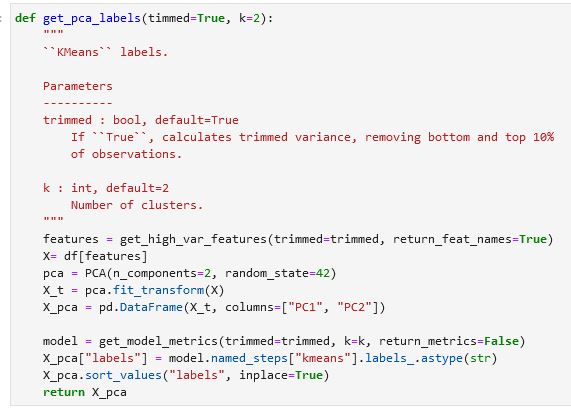 def get_pca_labels(timmed=True, k=2):
    """
    ``KMeans`` labels.

    Parameters
    ----------
    trimmed : bool, default=True
        If ``True``, calculates trimmed variance, removing bottom and top 10%
        of observations.

    k : int, default=2
        Number of clusters.
    """
    features = get_high_var_features(trimmed=trimmed, return_feat_names=True)
    X= df[features]
    pca = PCA(n_components=2, random_state=42)
    X_t = pca.fit_transform(X)
    X_pca = pd.DataFrame(X_t, columns=["PC1", "PC2"])

    model = get_model_metrics(trimmed=trimmed, k=k, return_metrics=False)
    X_pca["labels"] = model.named_steps["kmeans"].labels_.astype(str)
    X_pca.sort_values("labels", inplace=True)
    return X_pca